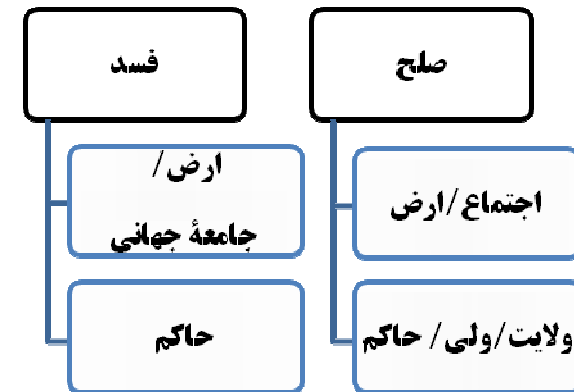 صلح
اجتماع/ارض
ولایت/ولی/ حاکم
فسد
ارض/
جامعهٔ جهانی
حاکم